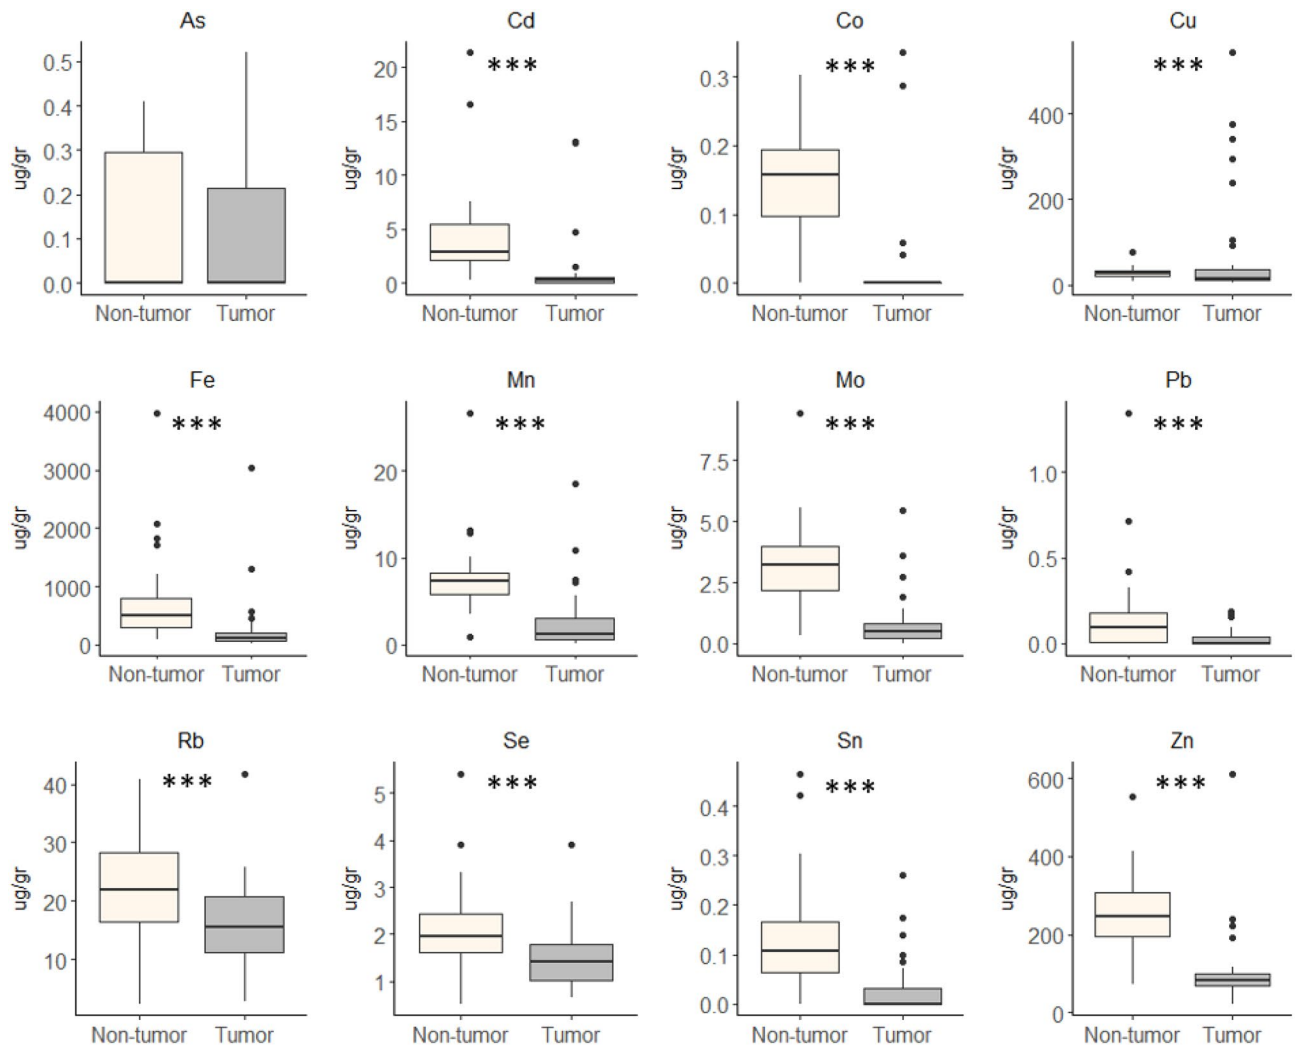 As
Cd
Co
Cu
ug/gr
0.5
0.4
0.3
0.2
0.1
0.0
Non-tumor Tumor
***
20
15
10
5
0
Non-tumor Tumor
ug/gr
***
0.3
0.2
0.1
0.0
Non-tumor Tumor
ug/gr
***
400
200
0
Non-tumor Tumor
Fe
Mn
Mo
Pb
ug/gr
***
4000
3000
2000
1000
0
Non-tumor Tumor
ug/gr
***
20
10
0
Non-tumor Tumor
ug/gr
***
7.5
5.0
2.5
0.0
Non-tumor Tumor
ug/gr
***
1.0
0.5
0.0
Non-tumor Tumor
Rb
Se
Sn
Zn
ug/gr
***
40
30
20
10
Non-tumor Tumor
ug/gr
***
5
4
3
2
1
Non-tumor Tumor
ug/gr
***
0.4
0.3
0.2
0.1
0.0
Non-tumor Tumor
ug/gr
***
600
400
200
0
Non-tumor Tumor